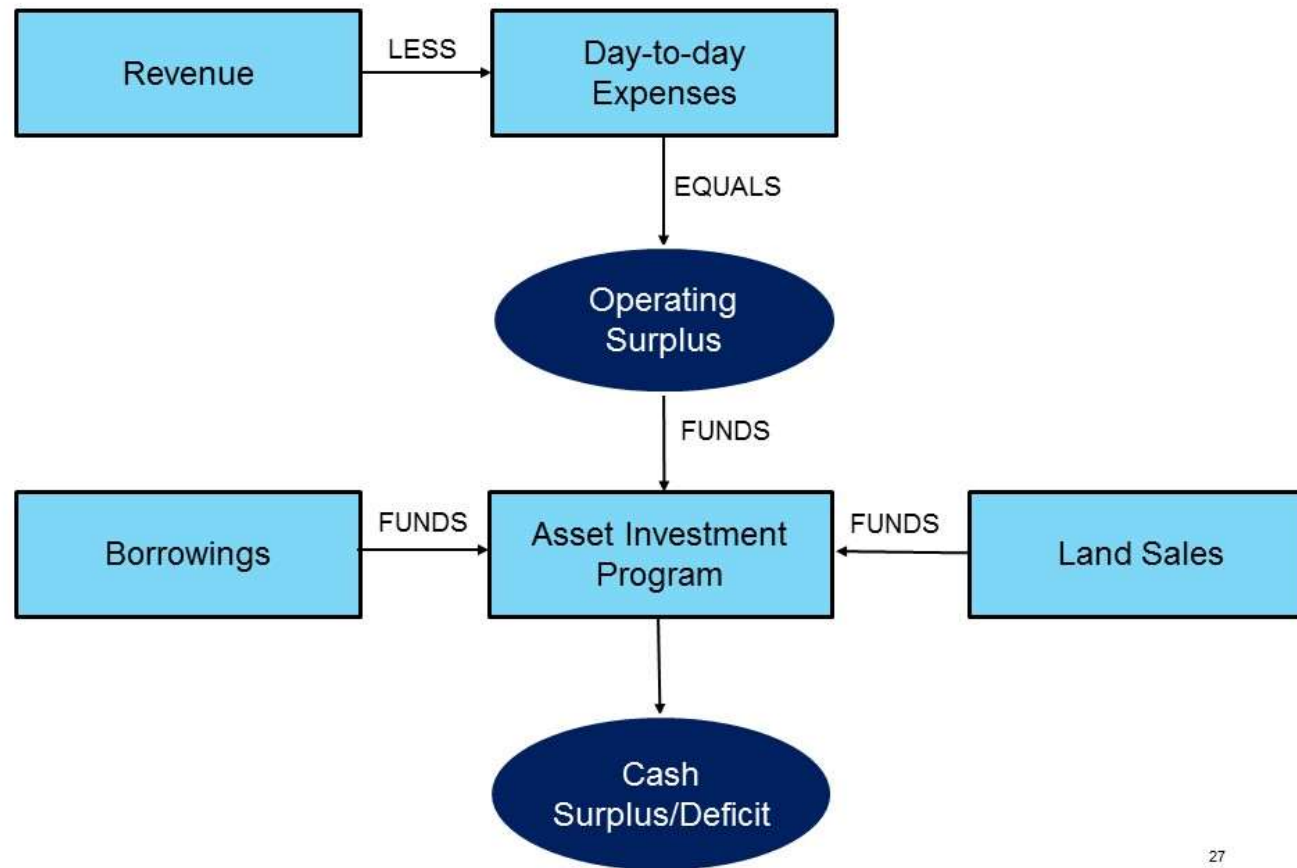 Revenue
LESS
Day-to-day
Expenses
EQUALS
Operating
Surplus
FUNDS
Borrowings
FUNDS
Asset Investment
Program
FUNDS
Land Sales
Cash
Surplus/Deficit
27